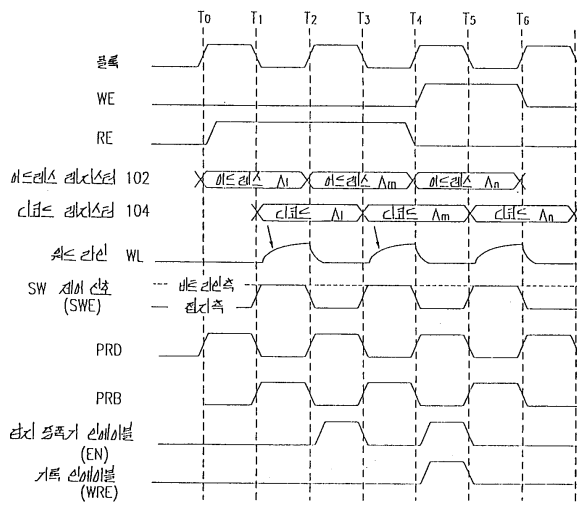 T0 T1 T2 T3 T4 T5 T6
클록
WE
RE
어드레스 레지스터 102
어드레스 Al 어드레스 Am 어드레스 An
디코드 레지스터 104
디코드 Al 디코드 Am 디코드 An
워드 라인 WL
SW 제어 신호
(SWE)
비트 라인측
접지측
PRD
PRB
감지 증폭기 인에이블
(EN)
기록 인에이블
(WRE)